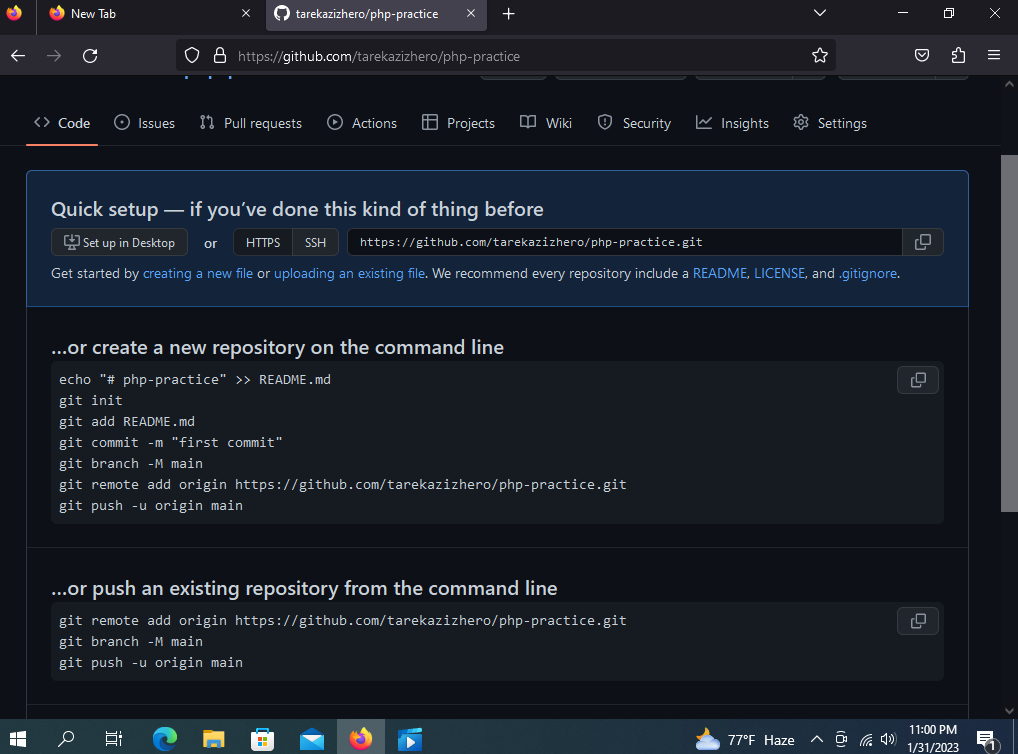 New Tab
tarekazizhero/php-practice
https://github.com/tarekazizhero/php-practice
Code Issues Pull requests Actions Projects Wiki Security Insights Settings
Quick setup — if you’ve done this kind of thing before
Set up in Desktop or HTTPS SSH https://github.com/tarekazizhero/php-practice.git
Get started by creating a new file or uploading an existing file. We recommend every repository include a README, LICENSE, and .gitignore.
…or create a new repository on the command line
echo "# php-practice" >> README.md
git init
git add README.md
git commit -m "first commit"
git branch -M main
git remote add origin https://github.com/tarekazizhero/php-practice.git
git push -u origin main
…or push an existing repository from the command line
git remote add origin https://github.com/tarekazizhero/php-practice.git
git branch -M main
git push -u origin main
77°F Haze
11:00 PM
1/31/2023
1